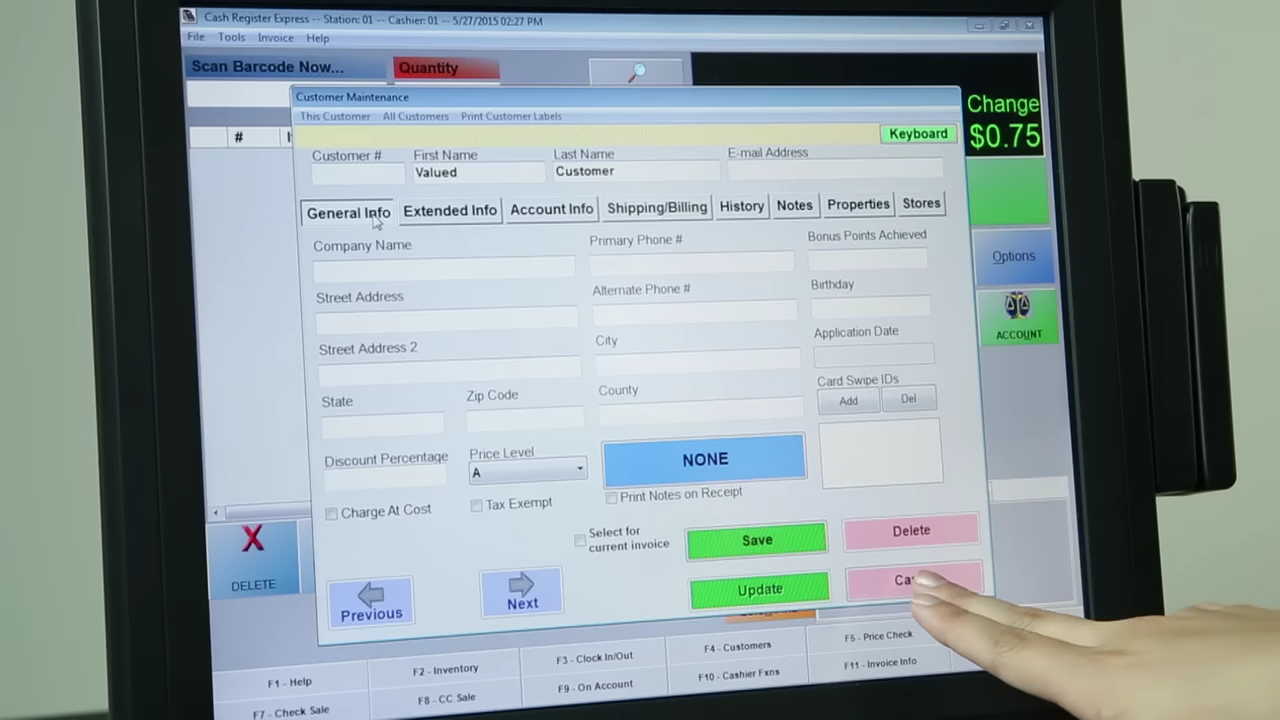 Cash Register Express -- Station: 01 -- Cashier: 01 -- 5/27/2015 02:27 PM
File Tools Invoice Help
Scan Barcode Now...
Quantity
Customer Maintenance
This Customer All Customers Print Customer Labels
Keyboard
Change
$0.75
#
Customer # First Name Last Name E-mail Address
Valued Customer
General Info Extended Info Account Info Shipping/Billing History Notes Properties Stores
Company Name Primary Phone # Bonus Points Achieved
Options
Street Address Alternate Phone # Birthday
ACCOUNT
Street Address 2 City Application Date
State Zip Code County Card Swipe IDs
Add Del
Discount Percentage Price Level
A
NONE
Charge At Cost Tax Exempt Print Notes on Receipt
Select for
current invoice
Save Delete
X
DELETE
Update
Previous Next
F1 - Help F2 - Inventory F3 - Clock In/Out F4 - Customers F5 - Price Check
F7 - Check Sale F8 - CC Sale F9 - On Account F10 - Cashier Fxns F11 - Invoice Info